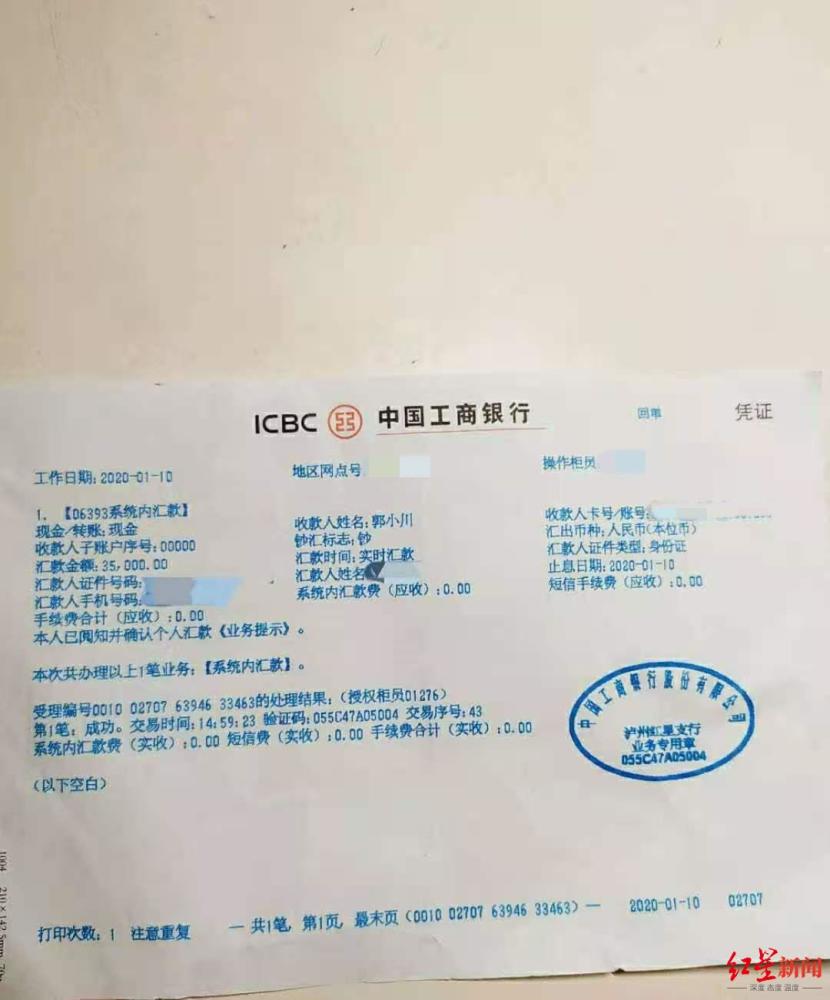 ICBC 中国工商银行 回单 凭证
工作日期:2020-01-10 地区网点号 操作柜员
1、【06393系统内汇款】
现金/转账:现金 收款人姓名:郭小川 收款人卡号/账号
收款人子账户序号:00000 钞汇标志:钞 汇出币种:人民币(本位币)
汇款金额:35,000.00 汇款时间:实时汇款 汇款人证件类型:身份证
汇款人证件号码: 汇款人姓名 止息日期:2020-01-10
汇款人手机号码: 系统内汇款费(应收):0.00 短信手续费(应收):0.00
手续费合计(应收):0.00
本人已阅知并确认个人汇款《业务提示》。
本次共办理以上1笔业务:【系统内汇款】。
受理编号0010 02707 63946 33463的处理结果:(授权柜员01276)
第1笔:成功。交易时间:14:59:23 验证码:055C47A05004 交易序号:43
系统内汇款费(实收):0.00 短信费(实收):0.00 手续费合计(实收):0.00
(以下空白)
中国工商银行股份有限公司
泸州红星支行
业务专用章
055C47A05004
打印次数:1 注意重复 — 共1笔, 第1页, 最末页(0010 02707 63946 33463)— 2020-01-10 02707
红星新闻
深度 态度 温度